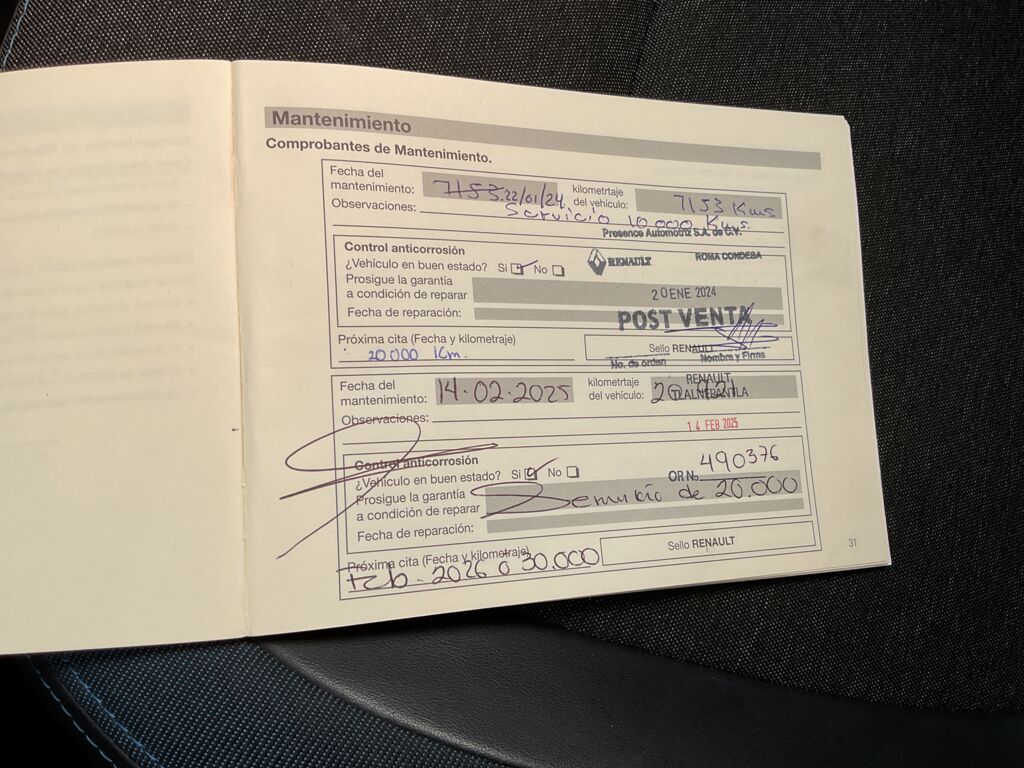 Mantenimiento
Comprobantes de Mantenimiento.
Fecha del mantenimiento: 7153 22/01/24 kilometrtaje del vehículo: 7153 Kms
Observaciones: Servicio 10 000 Kms.
Presence Automotriz S.A. de C.V.
Control anticorrosión
RENAULT ROMA CONDESA
¿Vehículo en buen estado? Si No
Prosigue la garantía
a condición de reparar
20 ENE 2024
Fecha de reparación:
POST VENTA
Próxima cita (Fecha y kilometraje)
20 000 Km.
Sello RENAULT
No. de orden Nombre y Firma
Fecha del mantenimiento: 14.02.2025 kilometrtaje del vehículo:
RENAULT
TLALNEPANTLA
Observaciones:
14 FEB 2025
Control anticorrosión
¿Vehículo en buen estado? Si No
OR No. 490376
Prosigue la garantía
a condición de reparar
Servicio de 20.000
Fecha de reparación:
Próxima cita (Fecha y kilometraje)
Feb - 2026 o 30.000
Sello RENAULT
31